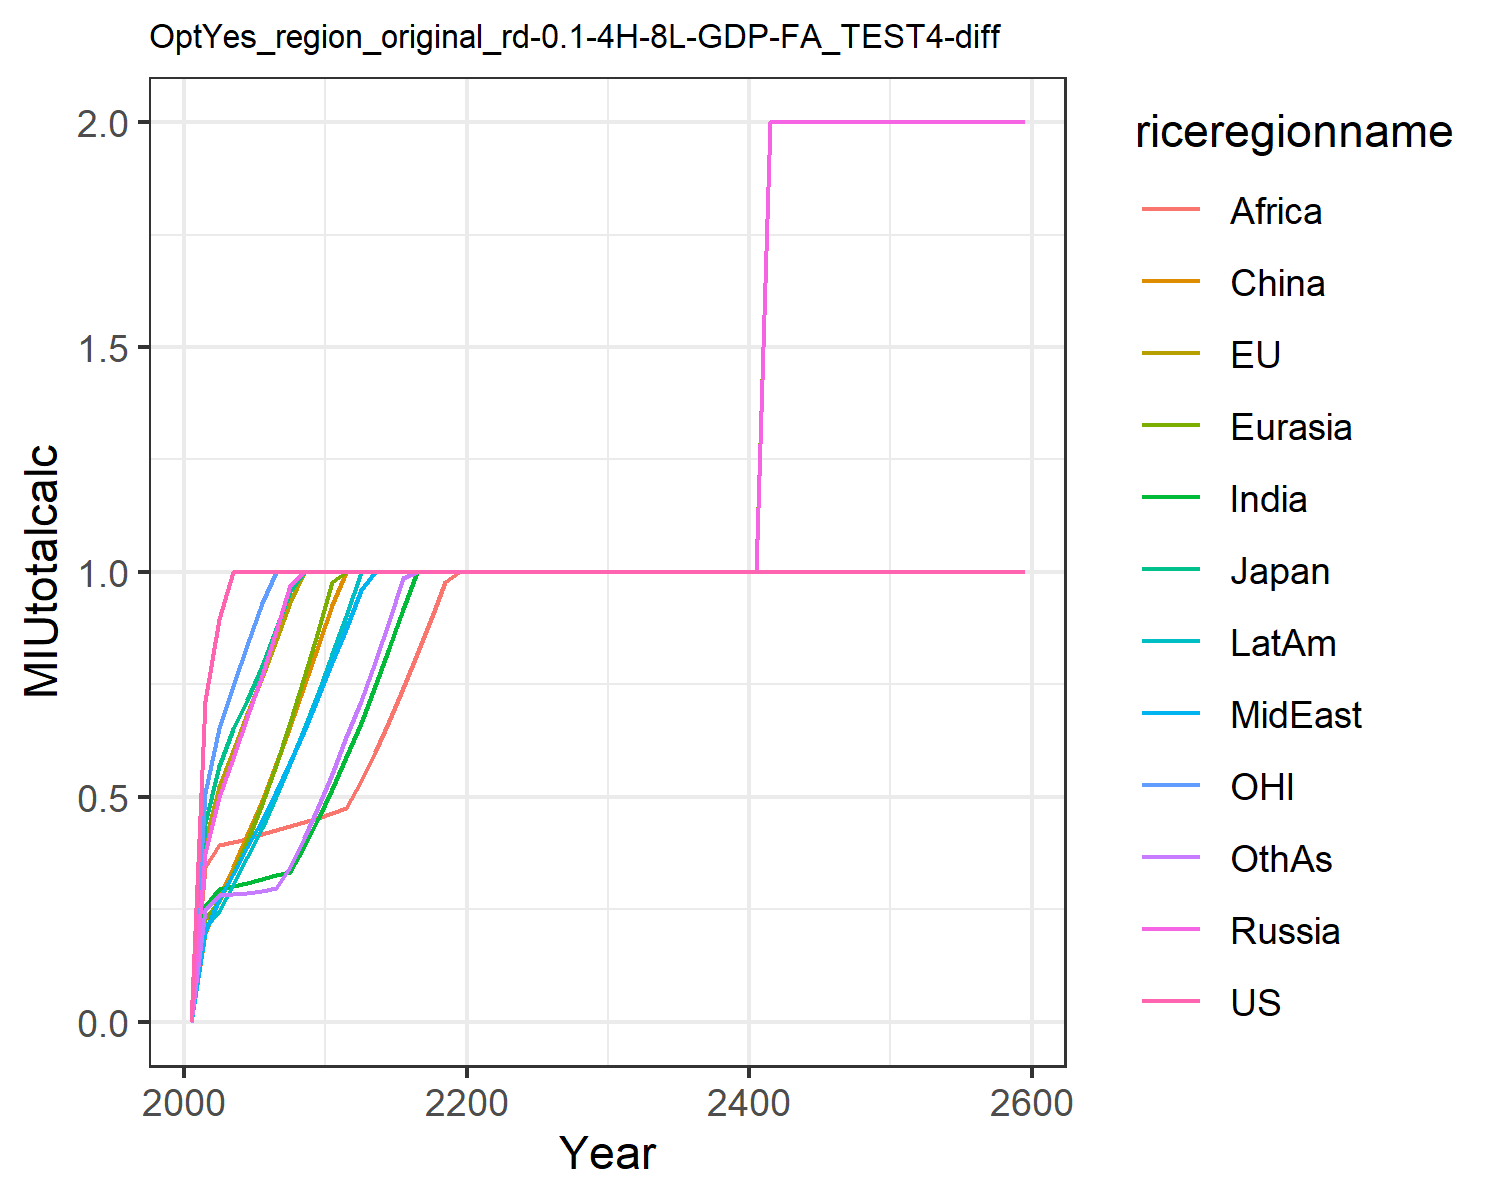 OptYes_region_original_rd-0.1-4H-8L-GDP-FA_TEST4-diff
2.0
1.5
1.0
0.5
0.0
MIUtotalcalc
2000 2200 2400 2600
Year
riceregionname
Africa
China
EU
Eurasia
India
Japan
LatAm
MidEast
OHI
OthAs
Russia
US